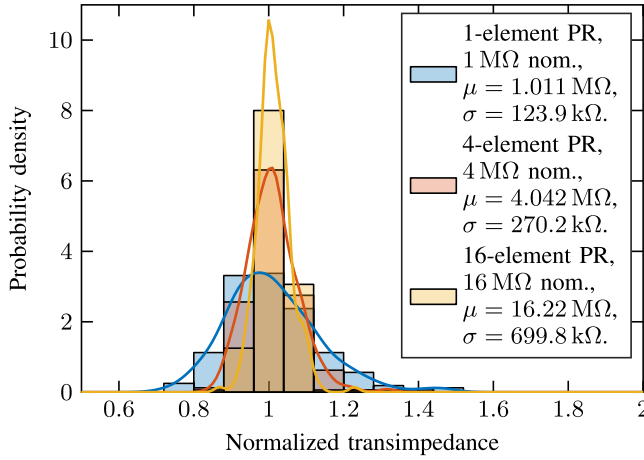 Probability density
10
8
6
4
2
0
0.6 0.8 1 1.2 1.4 1.6 1.8 2
Normalized transimpedance
1-element PR,
1 MΩ nom.,
μ = 1.011 MΩ,
σ = 123.9 kΩ.
4-element PR,
4 MΩ nom.,
μ = 4.042 MΩ,
σ = 270.2 kΩ.
16-element PR,
16 MΩ nom.,
μ = 16.22 MΩ,
σ = 699.8 kΩ.